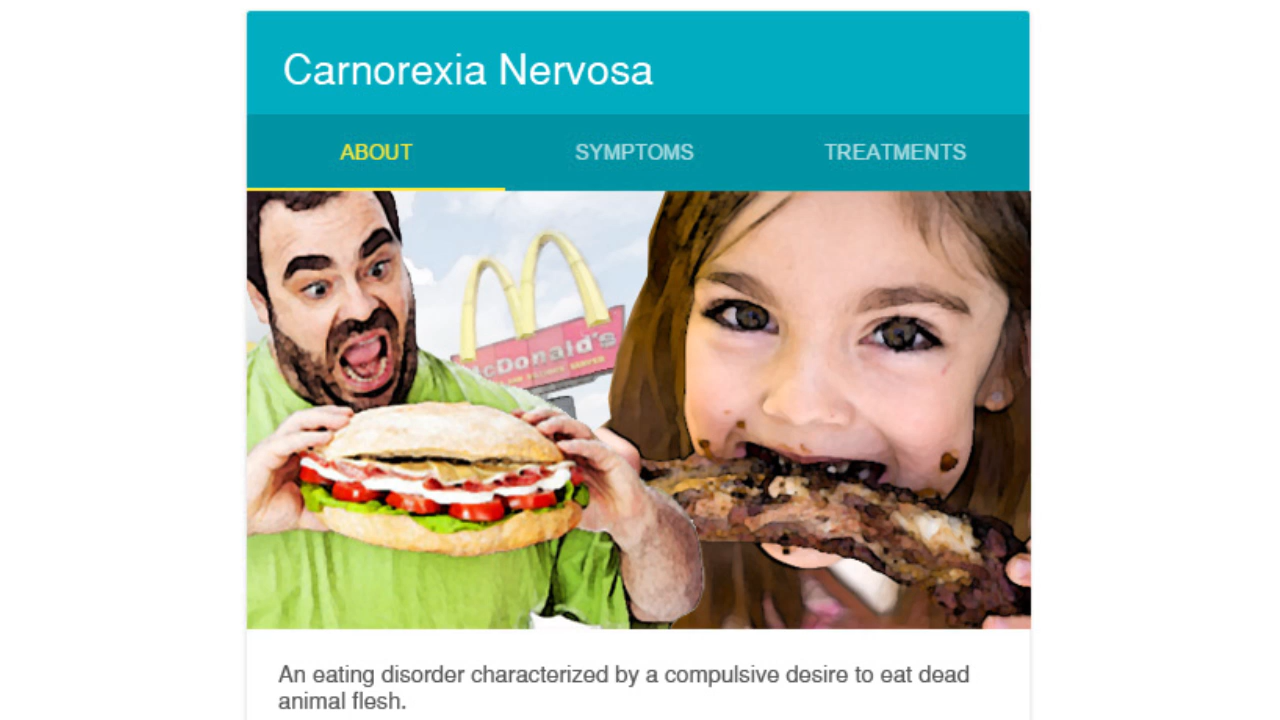 Carnorexia Nervosa
ABOUT SYMPTOMS TREATMENTS
McDonald's
An eating disorder characterized by a compulsive desire to eat dead
animal flesh.